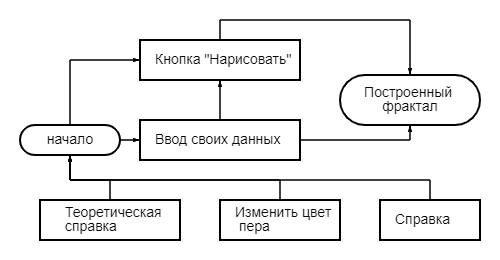 Кнопка "Нарисовать"
Построенный
фрактал
начало
Ввод своих данных
Теоретическая
справка
Изменить цвет
пера
Справка